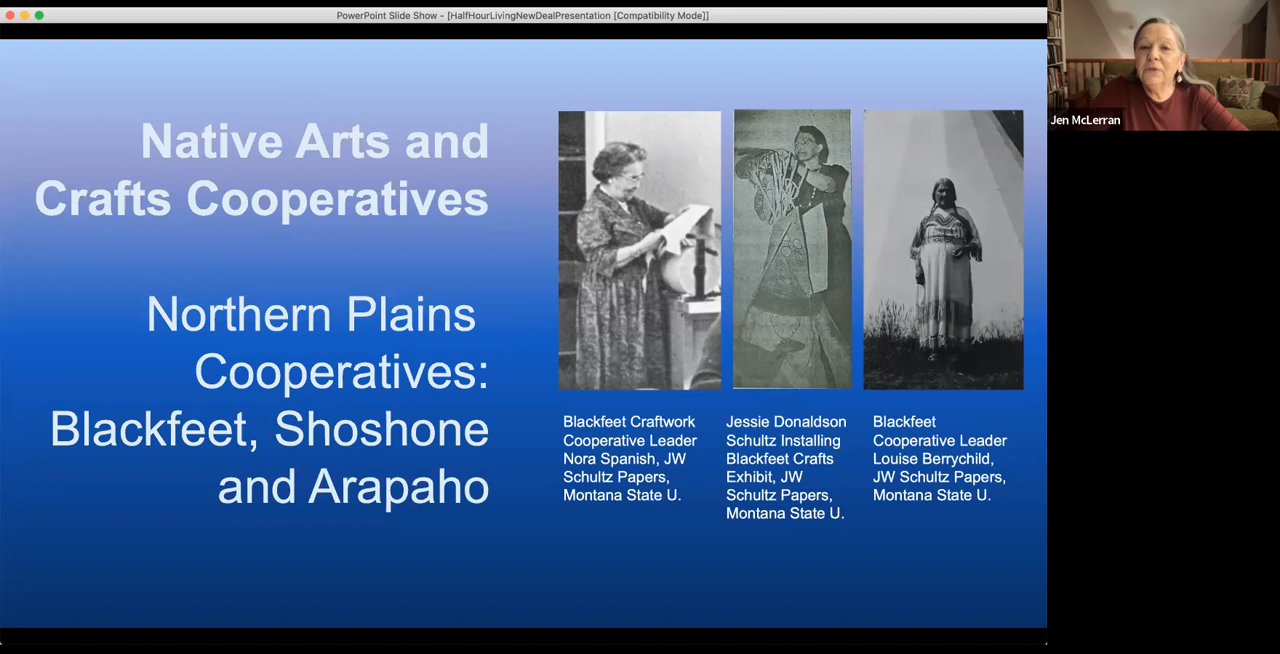 PowerPoint Slide Show - [HalfHourLivingNewDealPresentation [Compatibility Mode]]
Native Arts and
Crafts Cooperatives
Northern Plains
Cooperatives:
Blackfeet, Shoshone
and Arapaho
Blackfeet Craftwork
Cooperative Leader
Nora Spanish, JW
Schultz Papers,
Montana State U.
Jessie Donaldson
Schultz Installing
Blackfeet Crafts
Exhibit, JW
Schultz Papers,
Montana State U.
Blackfeet
Cooperative Leader
Louise Berrychild,
JW Schultz Papers,
Montana State U.
Jen McLerran